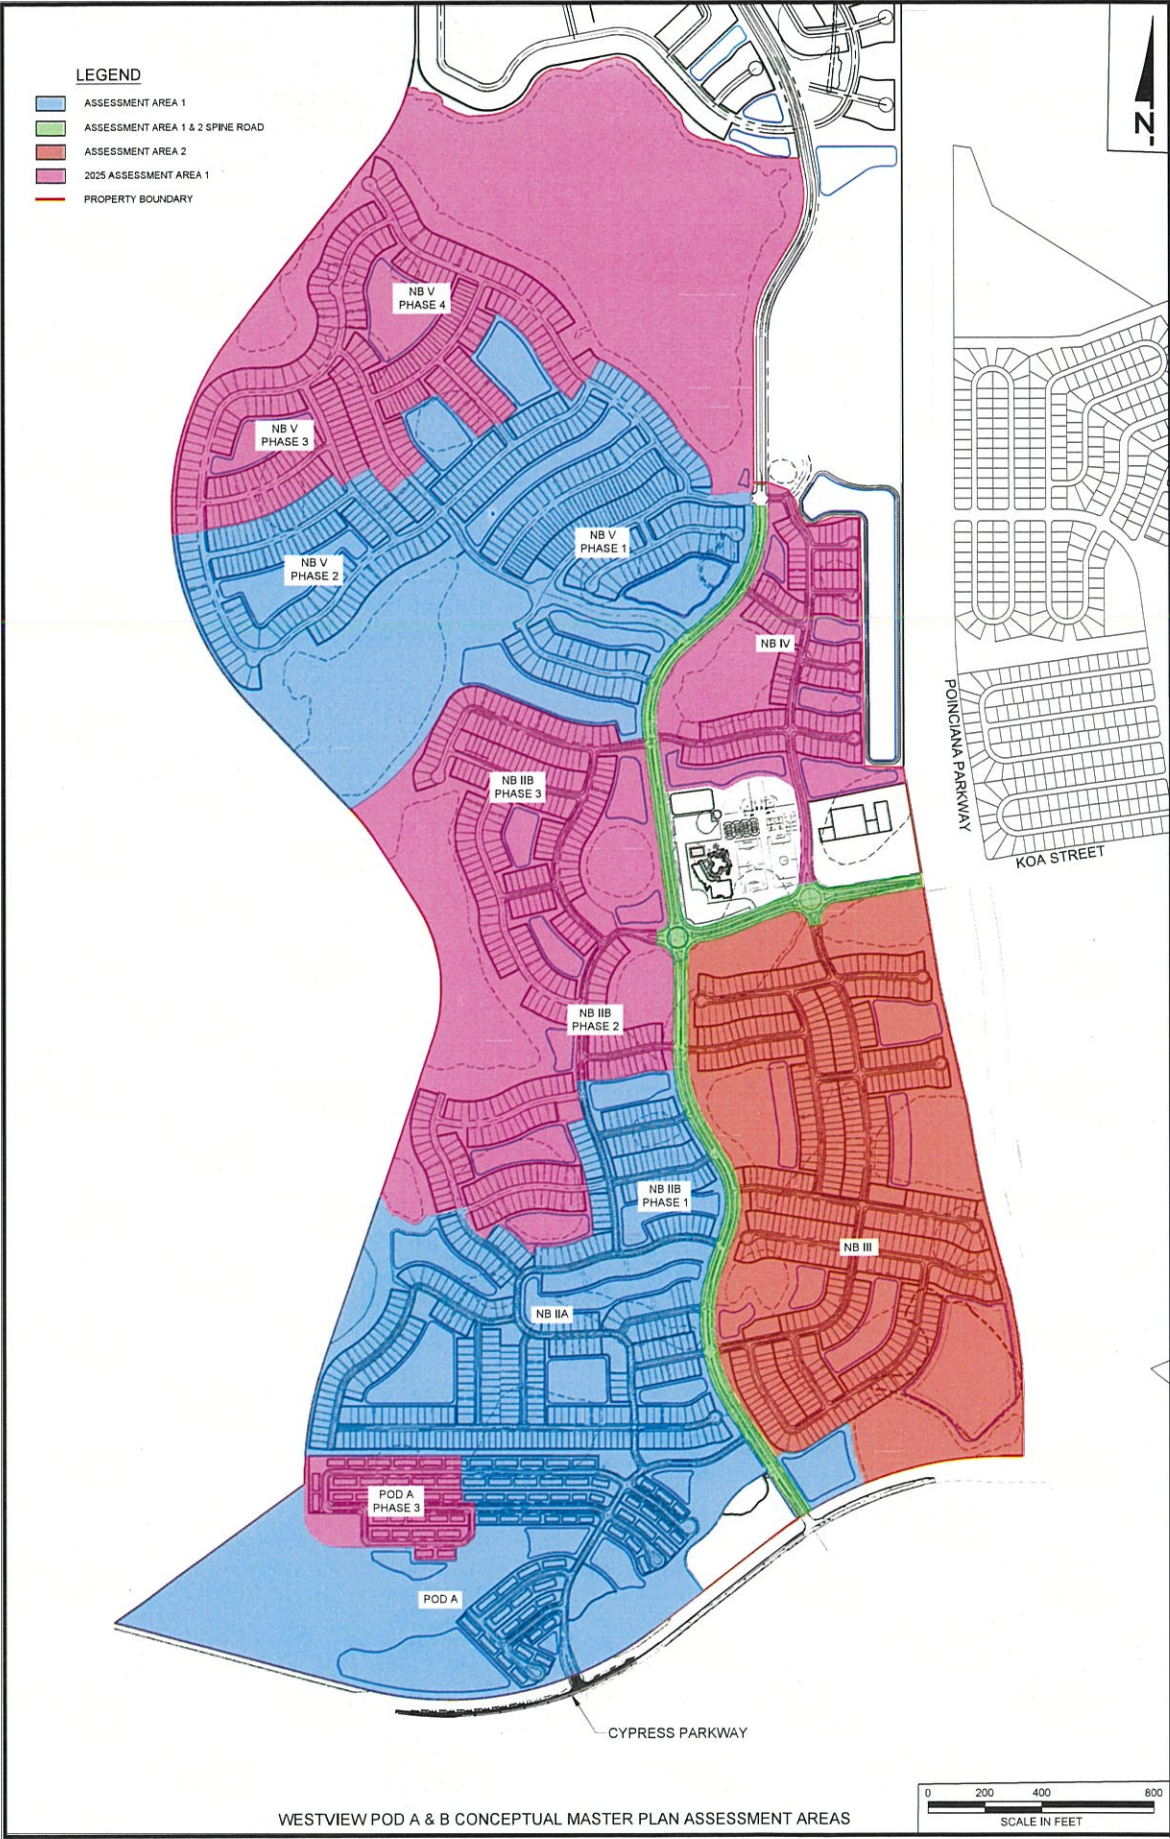 LEGEND
ASSESSMENT AREA 1
ASSESSMENT AREA 1 & 2 SPINE ROAD
ASSESSMENT AREA 2
2025 ASSESSMENT AREA 1
PROPERTY BOUNDARY
N
NB V
PHASE 4
NB V
PHASE 3
NB V
PHASE 1
NB V
PHASE 2
NB IV
POINCIANA PARKWAY
NB IIB
PHASE 3
KOA STREET
NB IIB
PHASE 2
NB IIB
PHASE 1
NB III
NB IIA
POD A
PHASE 3
POD A
CYPRESS PARKWAY
WESTVIEW POD A & B CONCEPTUAL MASTER PLAN ASSESSMENT AREAS
0 200 400 800
SCALE IN FEET